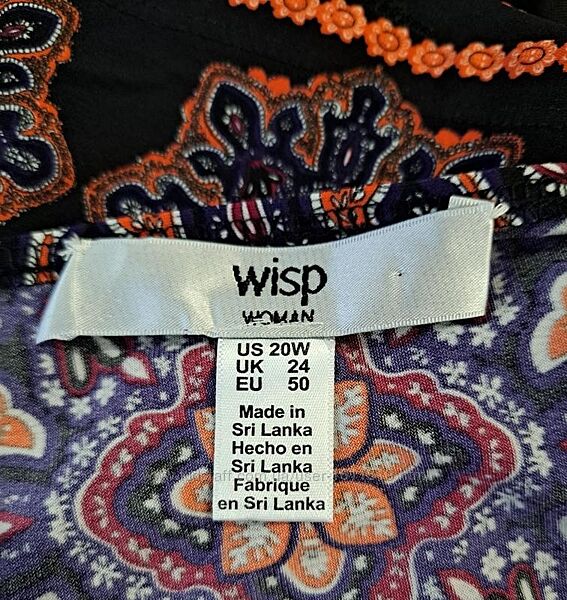 wisp
WOMAN
US 20W
UK 24
EU 50
Made in
Sri Lanka
Hecho en
Sri Lanka
Fabrique
en Sri Lanka